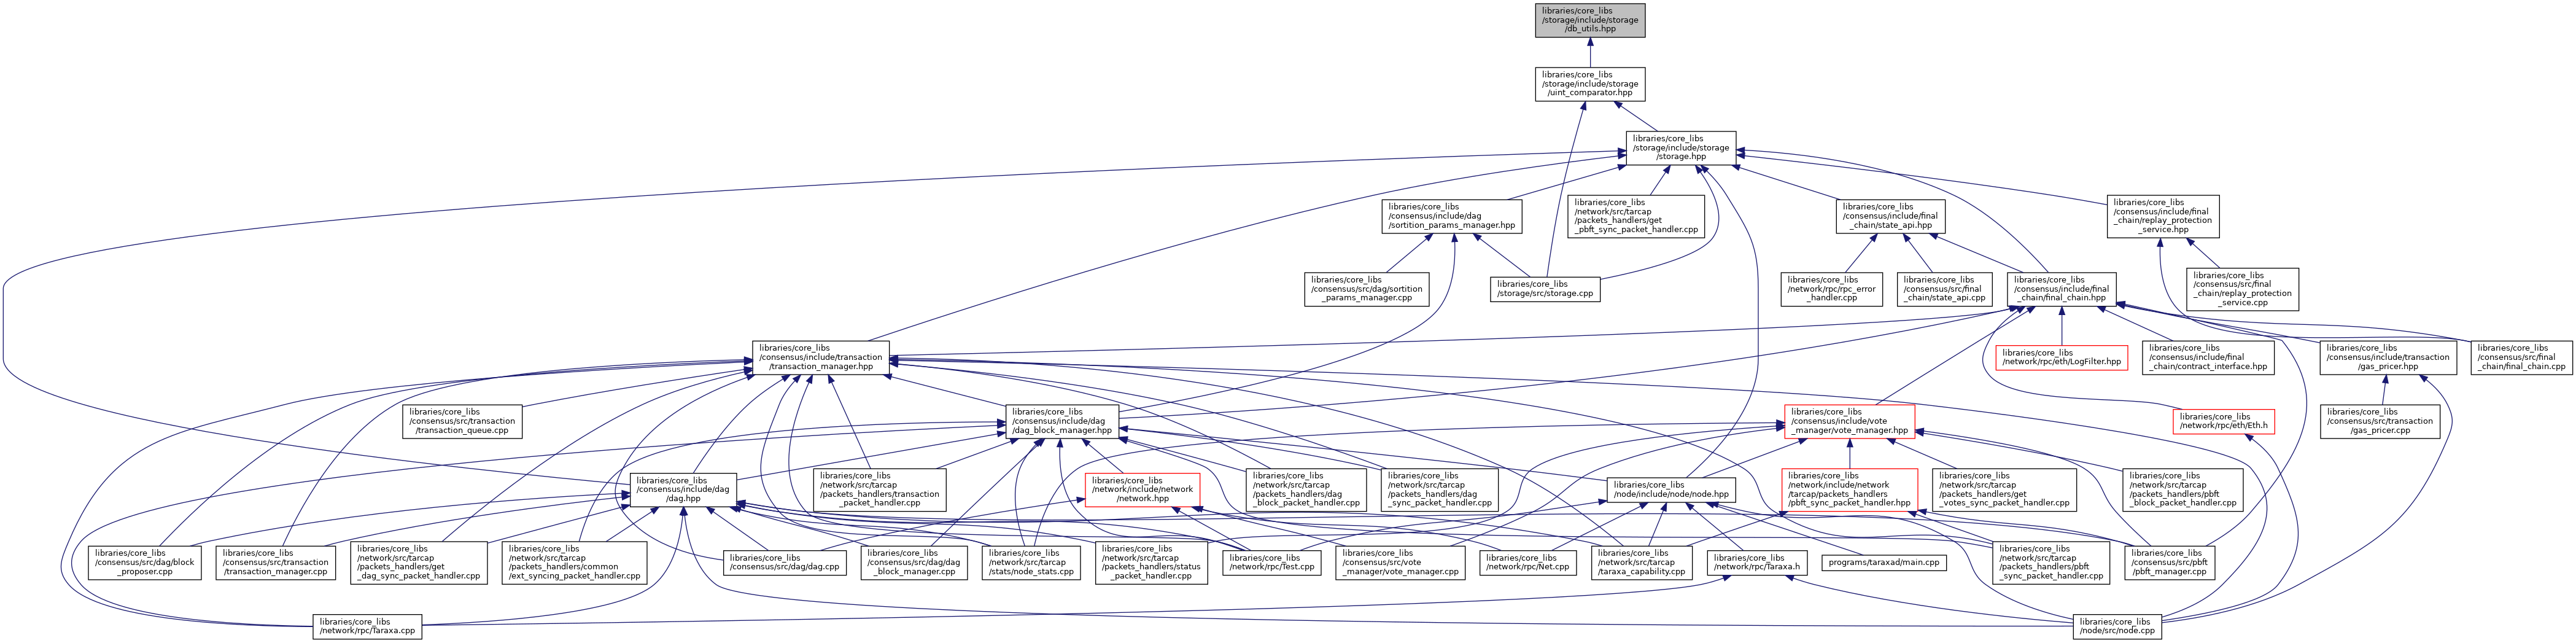 libraries/core_libs
/storage/include/storage
/db_utils.hpp
libraries/core_libs
/storage/include/storage
/uint_comparator.hpp
libraries/core_libs
/storage/include/storage
/storage.hpp
libraries/core_libs
/consensus/include/dag
/sortition_params_manager.hpp
libraries/core_libs
/network/src/tarcap
/packets_handlers/get
_pbft_sync_packet_handler.cpp
libraries/core_libs
/consensus/include/final
_chain/state_api.hpp
libraries/core_libs
/consensus/include/final
_chain/replay_protection
_service.hpp
libraries/core_libs
/consensus/src/dag/sortition
_params_manager.cpp
libraries/core_libs
/storage/src/storage.cpp
libraries/core_libs
/network/rpc/rpc_error
_handler.cpp
libraries/core_libs
/consensus/src/final
_chain/state_api.cpp
libraries/core_libs
/consensus/include/final
_chain/final_chain.hpp
libraries/core_libs
/consensus/src/final
_chain/replay_protection
_service.cpp
libraries/core_libs
/consensus/include/transaction
/transaction_manager.hpp
libraries/core_libs
/network/rpc/eth/LogFilter.hpp
libraries/core_libs
/consensus/include/final
_chain/contract_interface.hpp
libraries/core_libs
/consensus/include/transaction
/gas_pricer.hpp
libraries/core_libs
/consensus/src/final
_chain/final_chain.cpp
libraries/core_libs
/consensus/src/transaction
/transaction_queue.cpp
libraries/core_libs
/consensus/include/dag
/dag_block_manager.hpp
libraries/core_libs
/consensus/include/vote
_manager/vote_manager.hpp
libraries/core_libs
/network/rpc/eth/Eth.h
libraries/core_libs
/consensus/src/transaction
/gas_pricer.cpp
libraries/core_libs
/consensus/include/dag
/dag.hpp
libraries/core_libs
/network/src/tarcap
/packets_handlers/transaction
_packet_handler.cpp
libraries/core_libs
/network/include/network
/network.hpp
libraries/core_libs
/network/src/tarcap
/packets_handlers/dag
_block_packet_handler.cpp
libraries/core_libs
/network/src/tarcap
/packets_handlers/dag
_sync_packet_handler.cpp
libraries/core_libs
/node/include/node/node.hpp
libraries/core_libs
/network/include/network
/tarcap/packets_handlers
/pbft_sync_packet_handler.hpp
libraries/core_libs
/network/src/tarcap
/packets_handlers/get
_votes_sync_packet_handler.cpp
libraries/core_libs
/network/src/tarcap
/packets_handlers/pbft
_block_packet_handler.cpp
libraries/core_libs
/consensus/src/dag/block
_proposer.cpp
libraries/core_libs
/consensus/src/transaction
/transaction_manager.cpp
libraries/core_libs
/network/src/tarcap
/packets_handlers/get
_dag_sync_packet_handler.cpp
libraries/core_libs
/network/src/tarcap
/packets_handlers/common
/ext_syncing_packet_handler.cpp
libraries/core_libs
/consensus/src/dag/dag.cpp
libraries/core_libs
/consensus/src/dag/dag
_block_manager.cpp
libraries/core_libs
/network/src/tarcap
/stats/node_stats.cpp
libraries/core_libs
/network/src/tarcap
/packets_handlers/status
_packet_handler.cpp
libraries/core_libs
/network/rpc/Test.cpp
libraries/core_libs
/consensus/src/vote
_manager/vote_manager.cpp
libraries/core_libs
/network/rpc/Net.cpp
libraries/core_libs
/network/src/tarcap
/taraxa_capability.cpp
libraries/core_libs
/network/rpc/Taraxa.h
programs/taraxad/main.cpp
libraries/core_libs
/network/src/tarcap
/packets_handlers/pbft
_sync_packet_handler.cpp
libraries/core_libs
/consensus/src/pbft
/pbft_manager.cpp
libraries/core_libs
/network/rpc/Taraxa.cpp
libraries/core_libs
/node/src/node.cpp